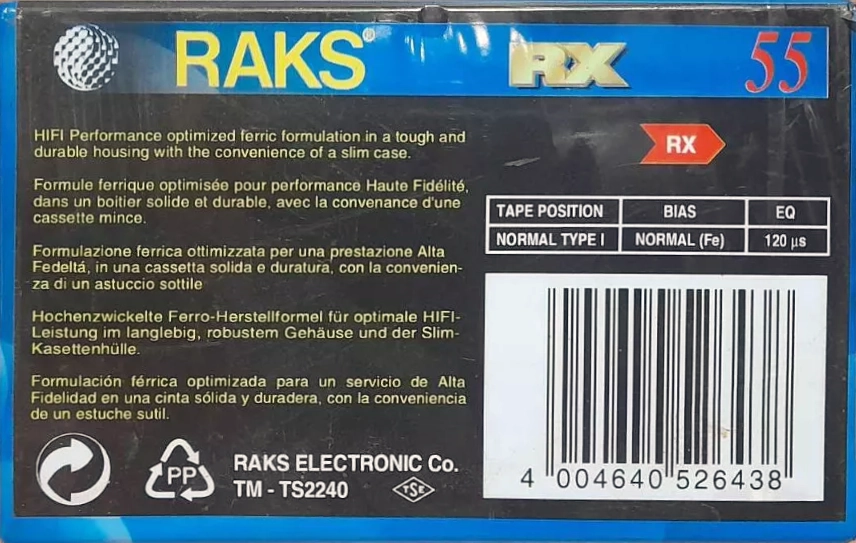 RAKS® RX 55
HIFI Performance optimized ferric formulation in a tough and
durable housing with the convenience of a slim case.
Formule ferrique optimisée pour performance Haute Fidélité,
dans un boitier solide et durable, avec la convenance d'une
cassette mince.
Formulazione ferrica ottimizzata per una prestazione Alta
Fedeltá, in una cassetta solida e duratura, con la convenien-
za di un astuccio sottile
Hochenzwickelte Ferro-Herstellformel für optimale HIFI-
Leistung im langlebig, robustem Gehäuse und der Slim-
Kasettenhülle.
Formulación férrica optimizada para un servicio de Alta
Fidelidad en una cinta sólida y duradera, con la conveniencia
de un estuche sutil.
PP
RAKS ELECTRONIC Co.
TM - TS2240
TSE
RX
TAPE POSITION BIAS EQ
NORMAL TYPE I NORMAL (Fe) 120 µs
4 004640 526438